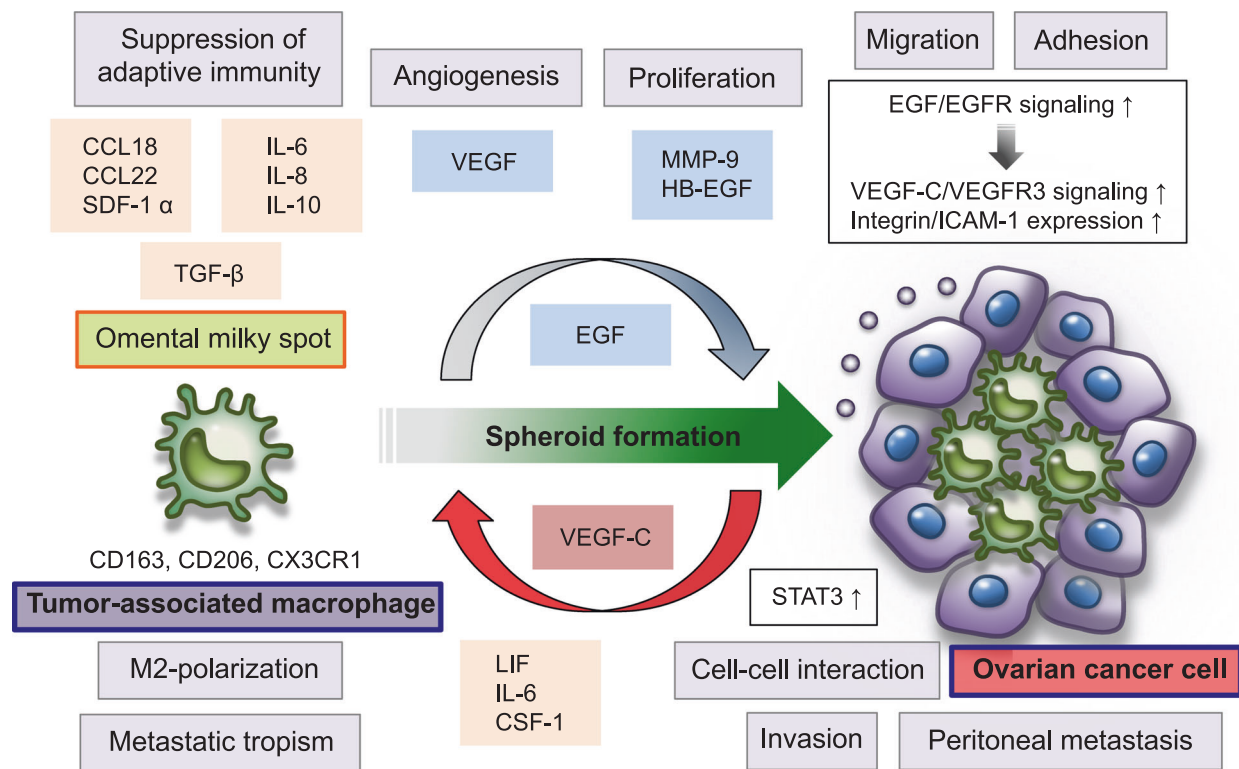 Suppression of
adaptive immunity
Angiogenesis
Proliferation
Migration
Adhesion
CCL18
CCL22
SDF-1 α
IL-6
IL-8
IL-10
TGF-β
VEGF
MMP-9
HB-EGF
EGF/EGFR signaling ↑
VEGF-C/VEGFR3 signaling ↑
Integrin/ICAM-1 expression ↑
Omental milky spot
EGF
Spheroid formation
VEGF-C
CD163, CD206, CX3CR1
Tumor-associated macrophage
M2-polarization
Metastatic tropism
LIF
IL-6
CSF-1
STAT3 ↑
Cell-cell interaction
Ovarian cancer cell
Invasion
Peritoneal metastasis